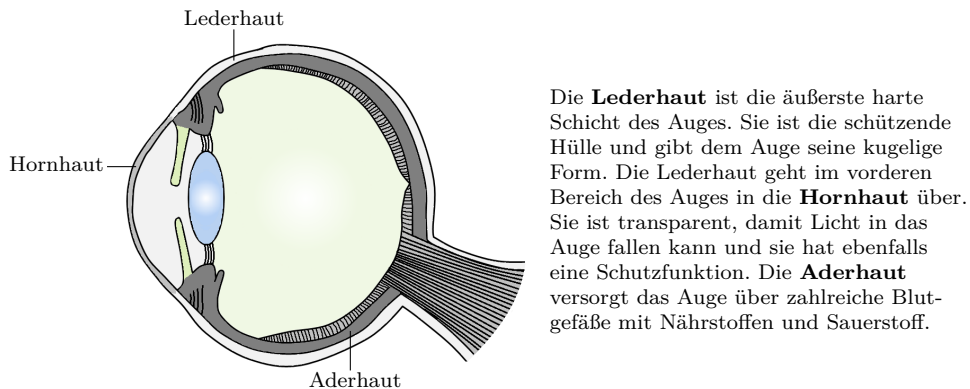 Lederhaut
Hornhaut
Aderhaut
Die Lederhaut ist die äußerste harte
Schicht des Auges. Sie ist die schützende
Hülle und gibt dem Auge seine kugelige
Form. Die Lederhaut geht im vorderen
Bereich des Auges in die Hornhaut über.
Sie ist transparent, damit Licht in das
Auge fallen kann und sie hat ebenfalls
eine Schutzfunktion. Die Aderhaut
versorgt das Auge über zahlreiche Blut-
gefäße mit Nährstoffen und Sauerstoff.